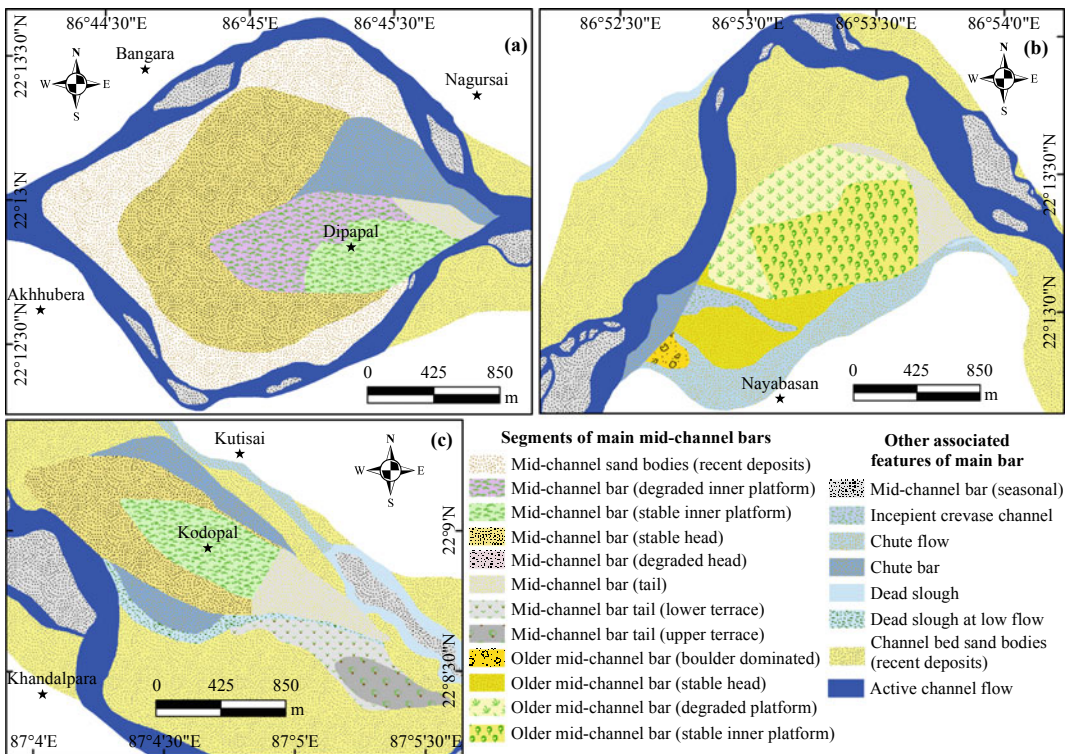 86°44'30"E 86°45'E 86°45'30"E
(a)
22°13'30"N
22°13'N
22°12'30"N
Bangara
N
W E
S
Nagursai
Dipapal
Akhhubera
0 425 850
m
86°52'30"E 86°53'E 86°53'30"E 86°54'E
(b)
N
W E
S
22°13'30"N
22°13'0"N
Nayabasan
0 425 850
m
(c)
Kutisai
N
W E
S
Kodopal
22°9'N
22°8'30"N
Khandalpara
0 425 850
m
87°4'E 87°4'30"E 87°5'E 87°5'30"E
Segments of main mid-channel bars
Mid-channel sand bodies (recent deposits)
Mid-channel bar (degraded inner platform)
Mid-channel bar (stable inner platform)
Mid-channel bar (stable head)
Mid-channel bar (degraded head)
Mid-channel bar (tail)
Mid-channel bar tail (lower terrace)
Mid-channel bar tail (upper terrace)
Older mid-channel bar (boulder dominated)
Older mid-channel bar (stable head)
Older mid-channel bar (degraded platform)
Older mid-channel bar (stable inner platform)
Other associated
features of main bar
Mid-channel bar (seasonal)
Incipient crevase channel
Chute flow
Chute bar
Dead slough
Dead slough at low flow
Channel bed sand bodies
(recent deposits)
Active channel flow